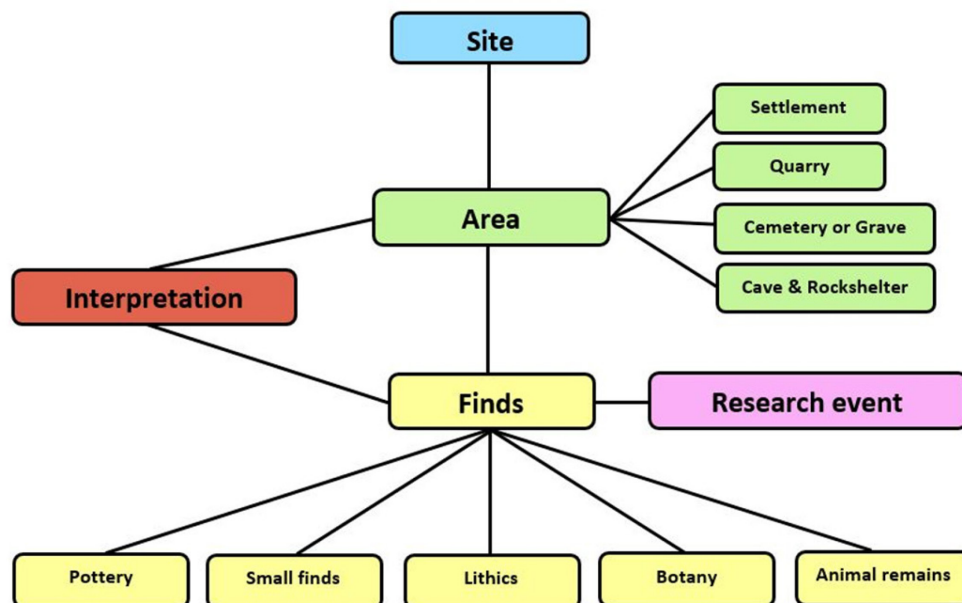 Site
Settlement
Quarry
Area
Cemetery or Grave
Cave & Rockshelter
Interpretation
Finds
Research event
Pottery
Small finds
Lithics
Botany
Animal remains